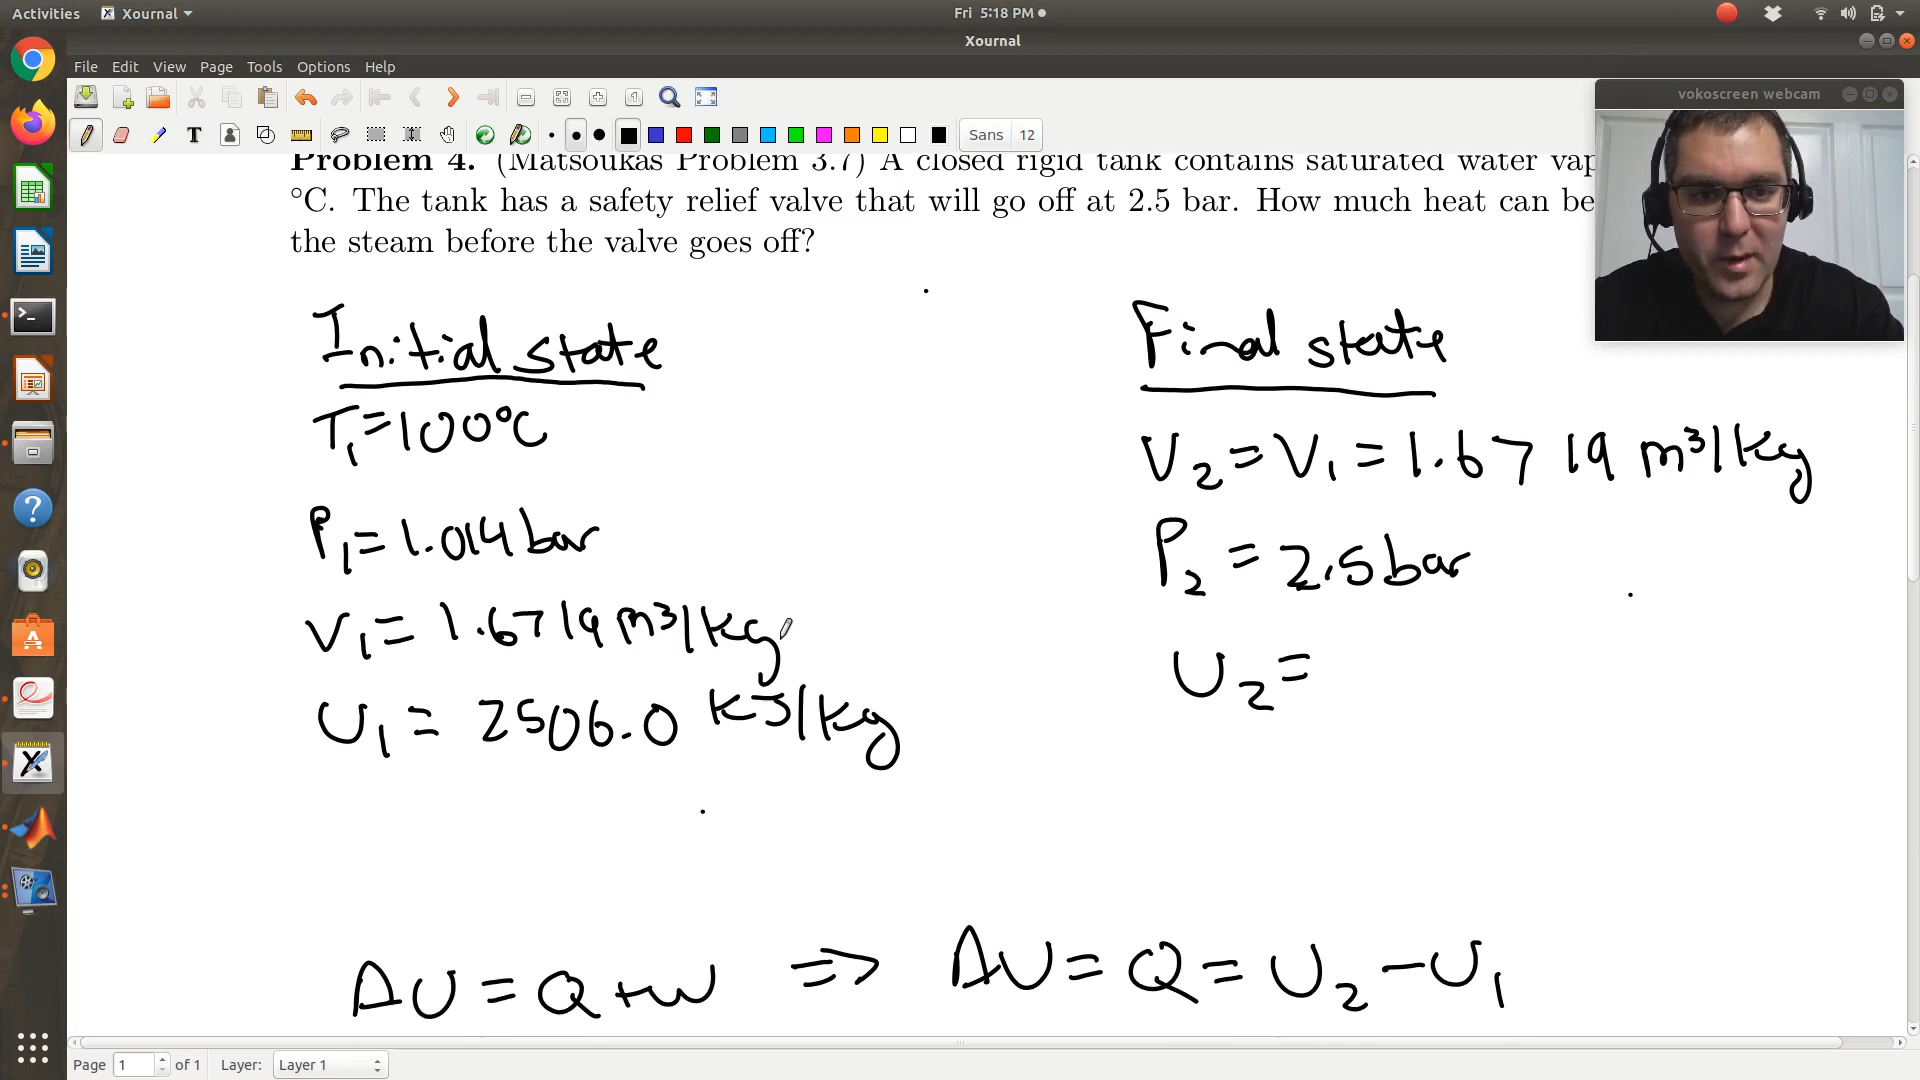 Activities Xournal Fri 5:18 PM
Xournal
File Edit View Page Tools Options Help
vokoscreen webcam
Sans 12
Problem 4. (Matsoukas Problem 3.7) A closed rigid tank contains saturated water vap
°C. The tank has a safety relief valve that will go off at 2.5 bar. How much heat can be
the steam before the valve goes off?
Initial state
T₁=100°C
P₁=1.014 bar
V₁= 1.6719 m³/kg
U₁ = 2506.0 kJ/kg
Final state
V₂=V₁=1.6719 m³/kg
P₂ = 2.5 bar
U₂=
ΔU = Q+W => ΔU = Q = U₂ - U₁
Page 1 of 1 Layer: Layer 1